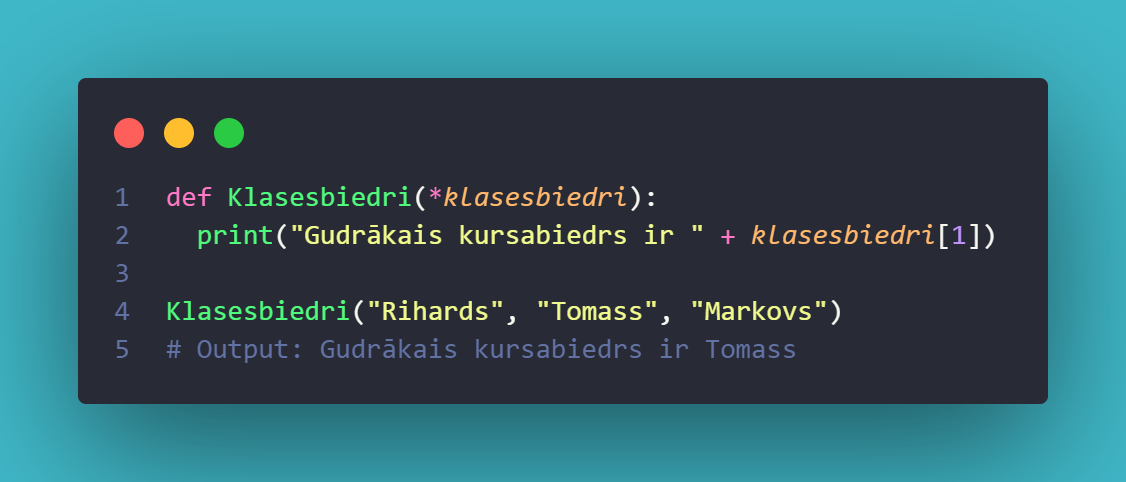 1 def Klasesbiedri(*klasesbiedri):
2   print("Gudrākais kursabiedrs ir " + klasesbiedri[1])
3
4 Klasesbiedri("Rihards", "Tomass", "Markovs")
5 # Output: Gudrākais kursabiedrs ir Tomass